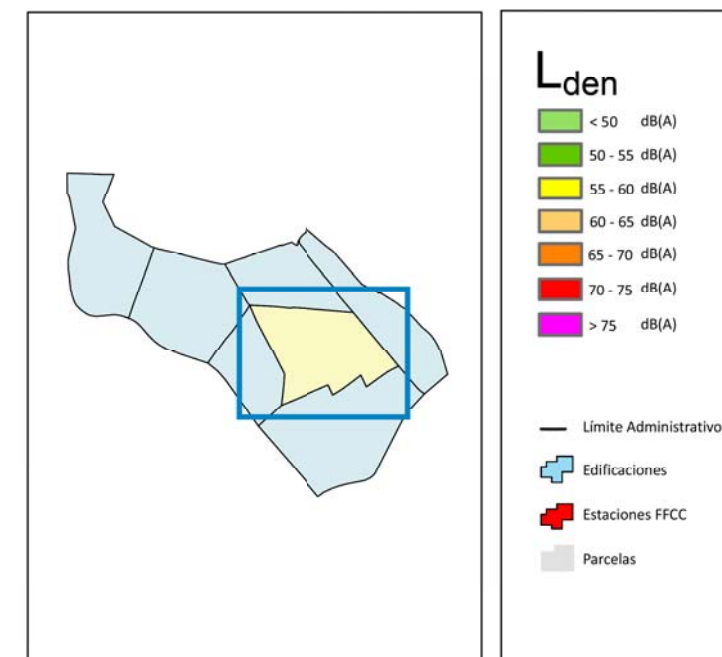 Lden
< 50 dB(A)
50 - 55 dB(A)
55 - 60 dB(A)
60 - 65 dB(A)
65 - 70 dB(A)
70 - 75 dB(A)
> 75 dB(A)
Límite Administrativo
Edificaciones
Estaciones FFCC
Parcelas